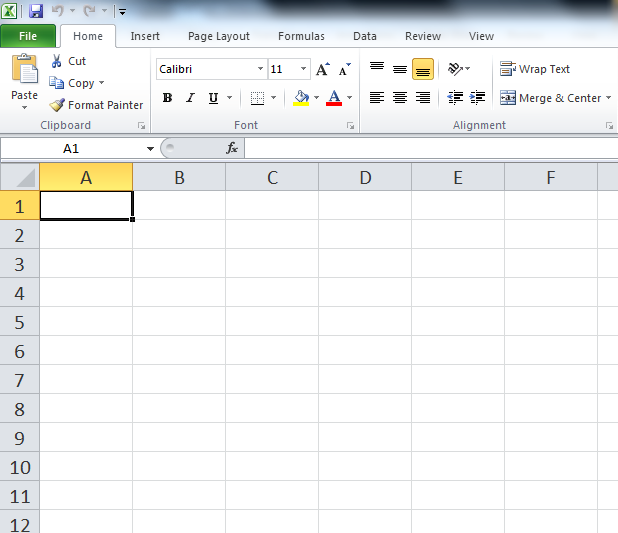 File Home Insert Page Layout Formulas Data Review View
Paste
Cut
Copy
Format Painter
Clipboard
Calibri 11 A A
B I U A
Font
Wrap Text
Merge & Center
Alignment
A1 fx
A B C D E F
1
2
3
4
5
6
7
8
9
10
11
12